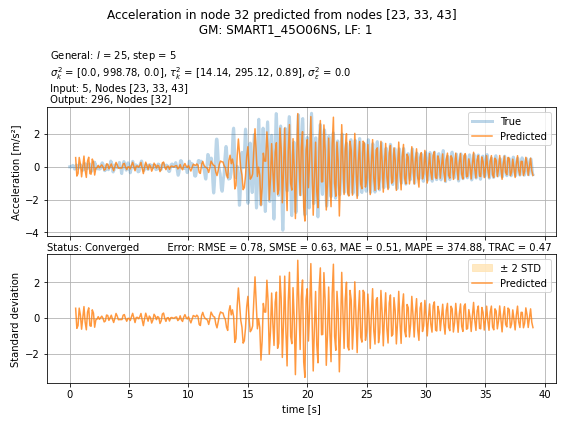 Acceleration in node 32 predicted from nodes [23, 33, 43]
GM: SMART1_45O06NS, LF: 1
General: l = 25, step = 5
σ²ₖ = [0.0, 998.78, 0.0], τ²ₖ = [14.14, 295.12, 0.89], σ²ε = 0.0
Input: 5, Nodes [23, 33, 43]
Output: 296, Nodes [32]
Acceleration [m/s²]
2
0
−2
−4
True
Predicted
Status: Converged Error: RMSE = 0.78, SMSE = 0.63, MAE = 0.51, MAPE = 374.88, TRAC = 0.47
Standard deviation
2
0
−2
± 2 STD
Predicted
0 5 10 15 20 25 30 35 40
time [s]